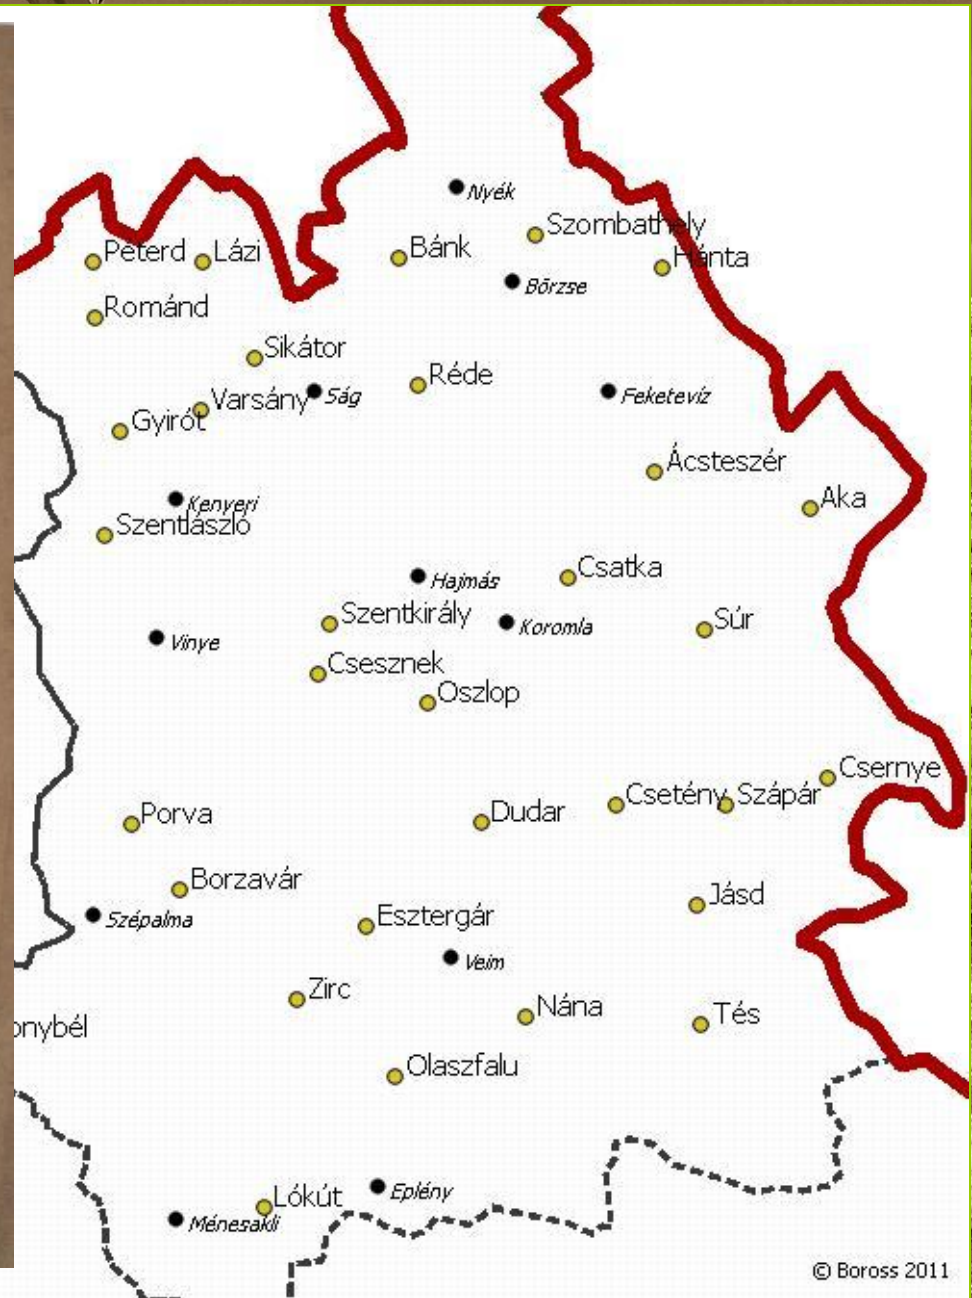 Nyék
Szombathely
Bánk
Péterd
Lázi
Hánta
Bőrzse
Románd
Sikátor
Réde
Varsány
Ság
Feketevíz
Gyirót
Ácsteszér
Aka
Kenyeri
Szentlászló
Csatka
Hajmás
Szentkirály
Koromla
Súr
Vinye
Csesznek
Oszlop
Csernye
Csetény
Szápár
Porva
Dudar
Borzavár
Jásd
Szépalma
Esztergár
Veim
Zirc
Nána
Tés
onybél
Olaszfalu
Eplény
Lókút
Ménesakli
© Boross 2011